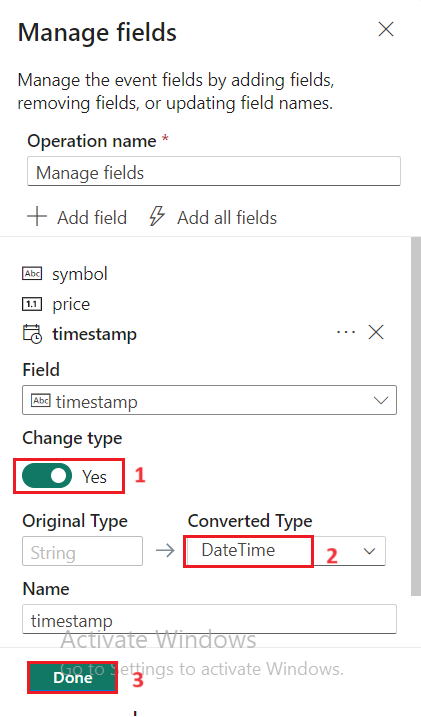 Manage fields
Manage the event fields by adding fields,
removing fields, or updating field names.
Operation name *
Manage fields
Add field Add all fields
Abc symbol
1.1 price
timestamp
Field
Abc timestamp
Change type
Yes 1
Original Type Converted Type
String DateTime 2
Name
timestamp
Activate Windows
Go to Settings to activate Windows.
Done 3